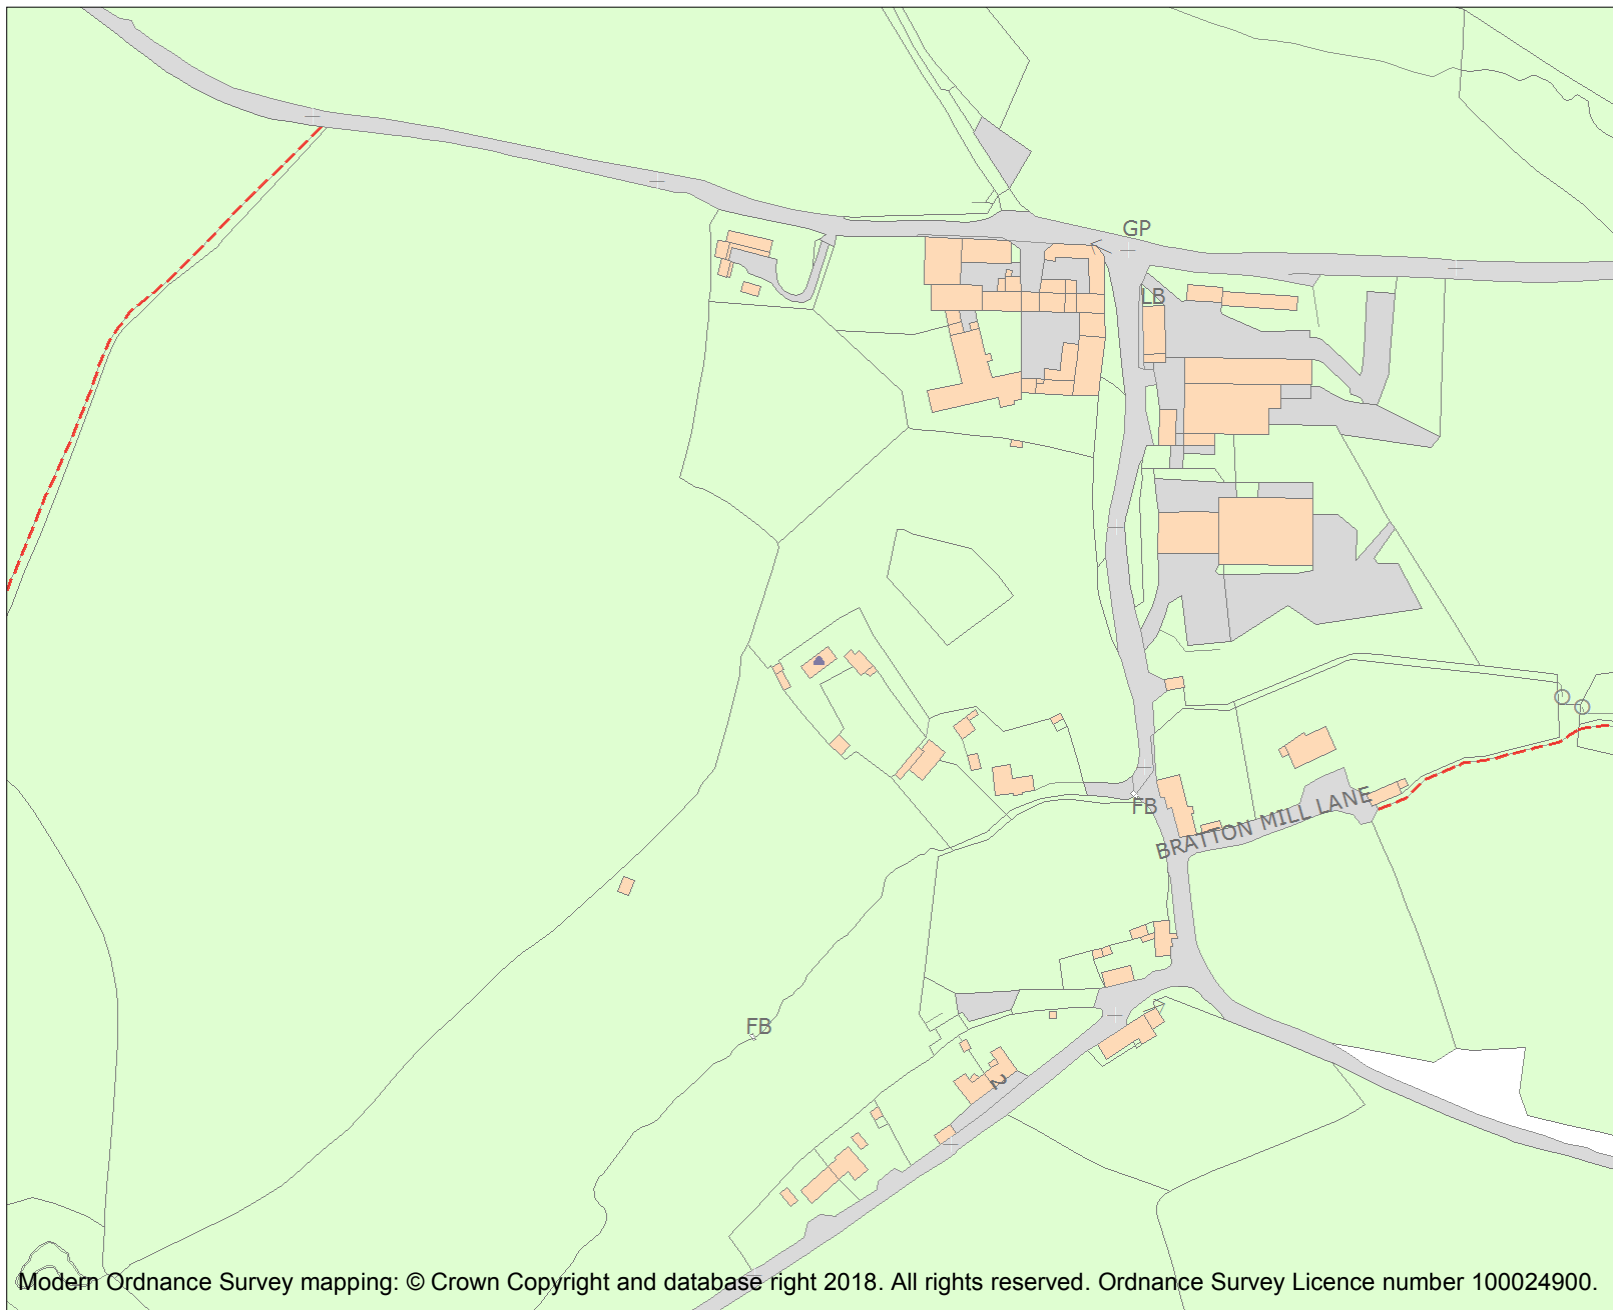 GP
LB
FB
BRATTON MILL LANE
FB
2
Modern Ordnance Survey mapping: © Crown Copyright and database right 2018. All rights reserved. Ordnance Survey Licence number 100024900.